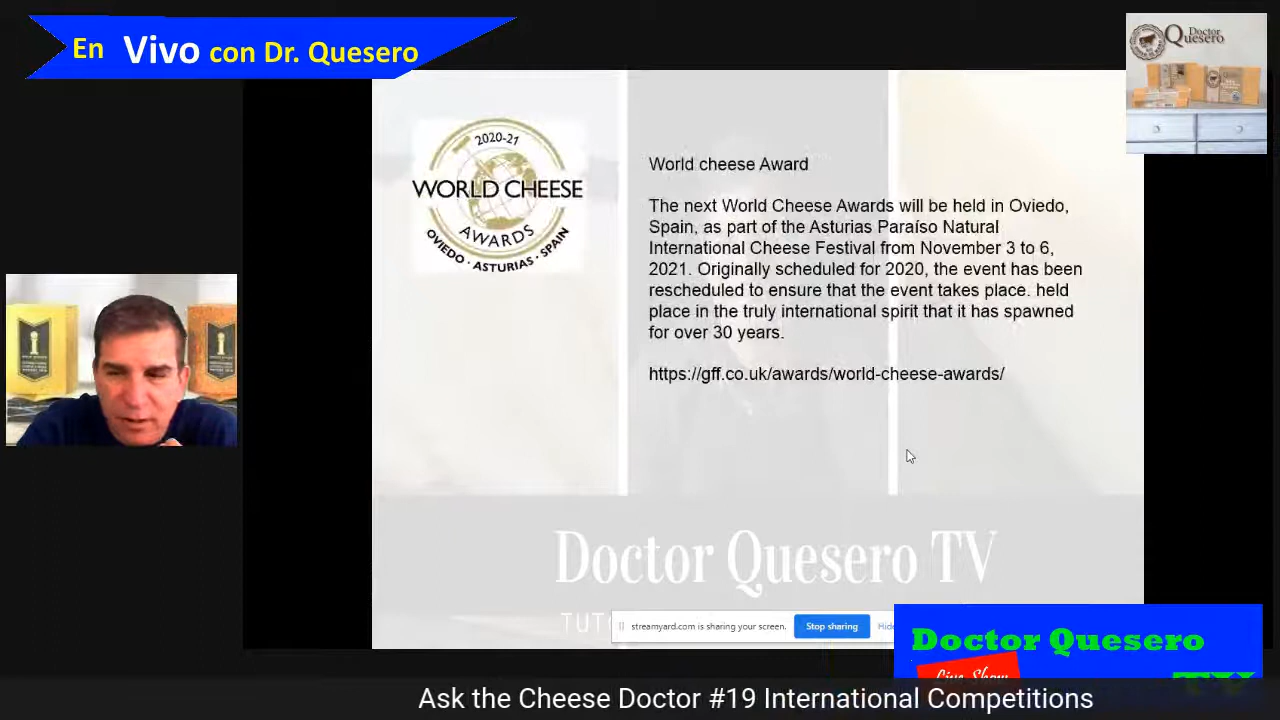 En Vivo con Dr. Quesero
Doctor
Quesero
2020-21
WORLD CHEESE
AWARDS
OVIEDO · ASTURIAS · SPAIN
World cheese Award
The next World Cheese Awards will be held in Oviedo,
Spain, as part of the Asturias Paraíso Natural
International Cheese Festival from November 3 to 6,
2021. Originally scheduled for 2020, the event has been
rescheduled to ensure that the event takes place. held
place in the truly international spirit that it has spawned
for over 30 years.
https://gff.co.uk/awards/world-cheese-awards/
Doctor Quesero TV
streamyard.com is sharing your screen.
Stop sharing
Hide
Doctor Quesero
Live Show
TV
Ask the Cheese Doctor #19 International Competitions